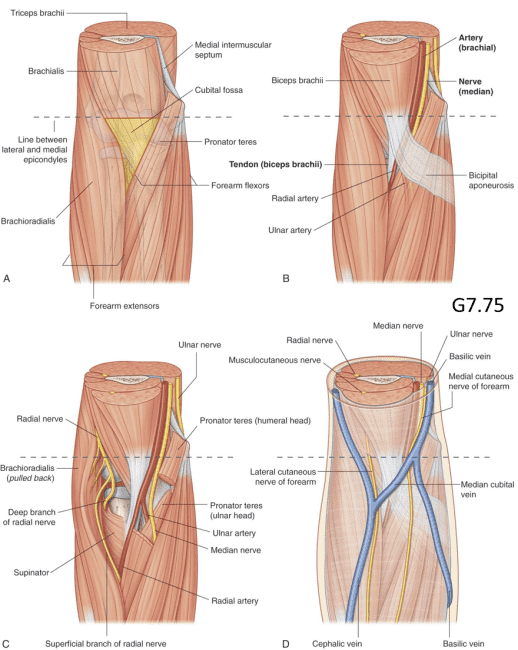 Triceps brachii
Medial intermuscular
septum
Brachialis
Cubital fossa
Line between
lateral and medial
epicondyles
Pronator teres
Forearm flexors
Brachioradialis
A
Forearm extensors
Artery
(brachial)
Biceps brachii
Nerve
(median)
Tendon (biceps brachii)
Bicipital
aponeurosis
Radial artery
Ulnar artery
B
G7.75
Ulnar nerve
Radial nerve
Pronator teres (humeral head)
Brachioradialis
(pulled back)
Deep branch
of radial nerve
Pronator teres
(ulnar head)
Ulnar artery
Median nerve
Supinator
Radial artery
C
Superficial branch of radial nerve
Median nerve
Ulnar nerve
Radial nerve
Basilic vein
Musculocutaneous nerve
Medial cutaneous
nerve of forearm
Lateral cutaneous
nerve of forearm
Median cubital
vein
D
Cephalic vein
Basilic vein